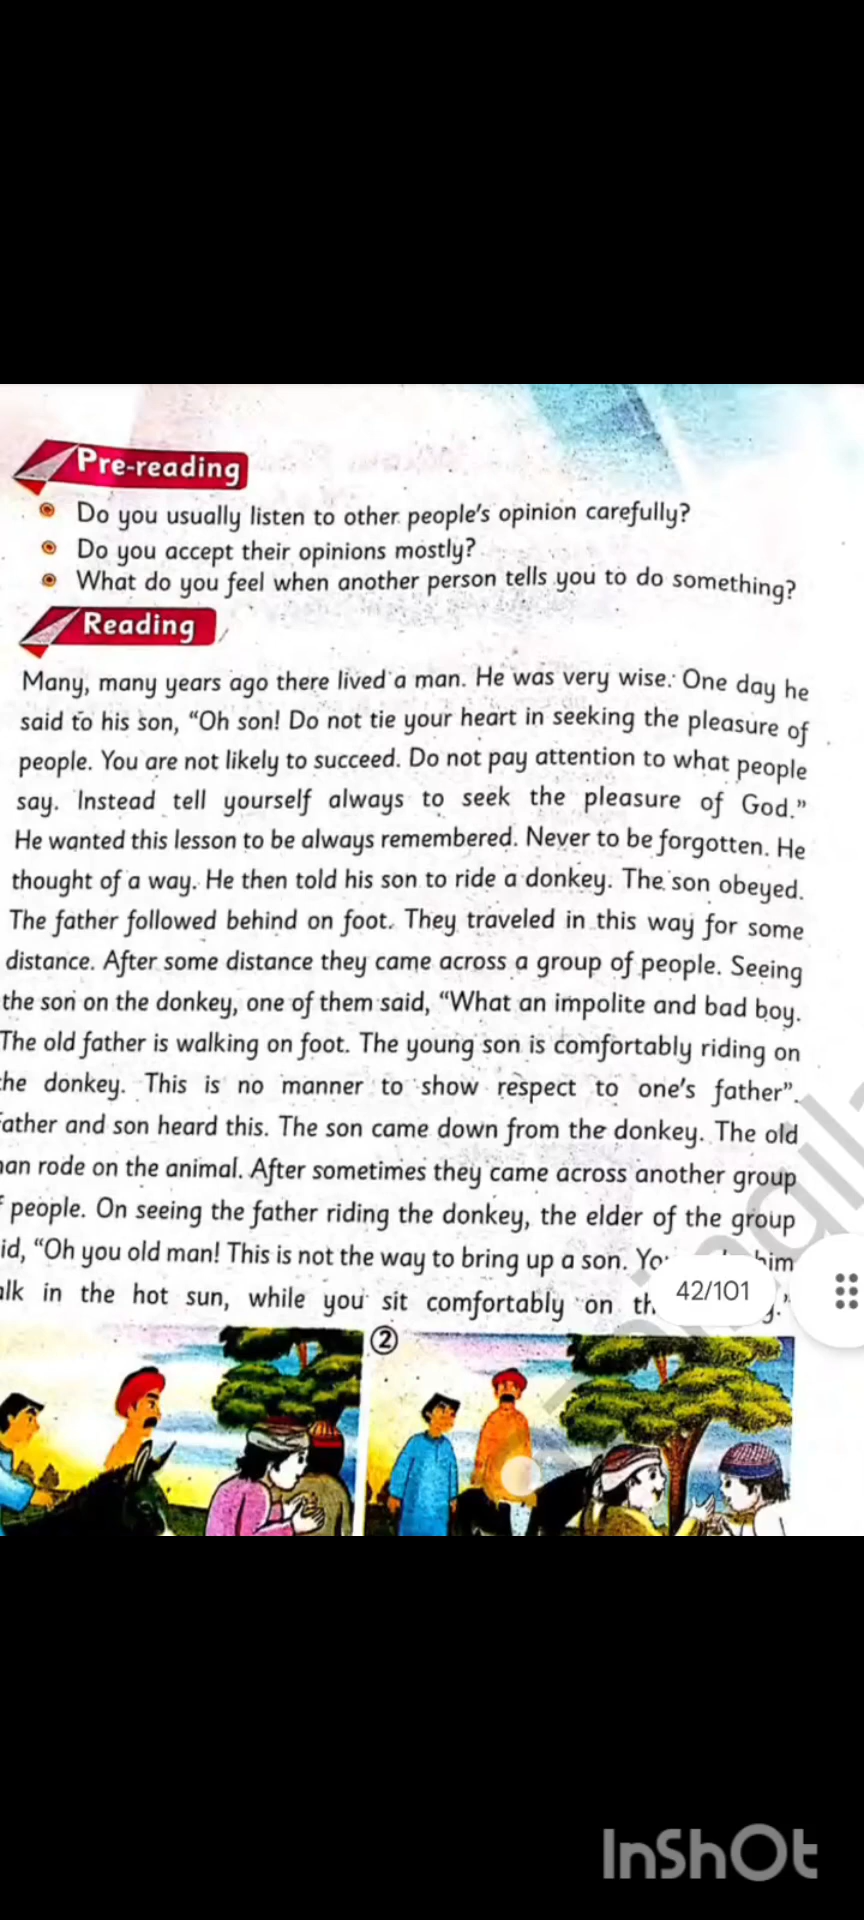 Pre-reading
Do you usually listen to other people's opinion carefully?
Do you accept their opinions mostly?
What do you feel when another person tells you to do something?
Reading
Many, many years ago there lived a man. He was very wise. One day he
said to his son, “Oh son! Do not tie your heart in seeking the pleasure of
people. You are not likely to succeed. Do not pay attention to what people
say. Instead tell yourself always to seek the pleasure of God.”
He wanted this lesson to be always remembered. Never to be forgotten. He
thought of a way. He then told his son to ride a donkey. The son obeyed.
The father followed behind on foot. They traveled in this way for some
distance. After some distance they came across a group of people. Seeing
the son on the donkey, one of them said, “What an impolite and bad boy.
The old father is walking on foot. The young son is comfortably riding on
he donkey. This is no manner to show respect to one's father”.
ather and son heard this. The son came down from the donkey. The old
an rode on the animal. After sometimes they came across another group
people. On seeing the father riding the donkey, the elder of the group
id, “Oh you old man! This is not the way to bring up a son. him
alk in the hot sun, while you sit comfortably on
42/101
2
InShOt